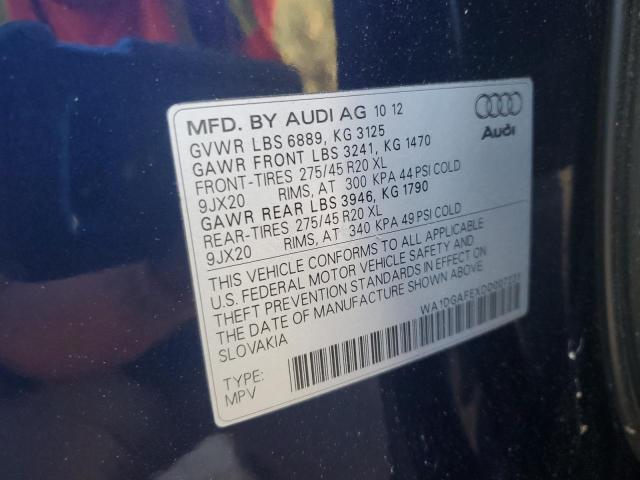 MFD. BY AUDI AG 10 12
GVWR LBS 6889, KG 3125
GAWR FRONT LBS 3241, KG 1470
FRONT-TIRES 275/45 R20 XL
9JX20 RIMS, AT 300 KPA 44 PSI COLD
GAWR REAR LBS 3946, KG 1790
REAR-TIRES 275/45 R20 XL
9JX20 RIMS, AT 340 KPA 49 PSI COLD
THIS VEHICLE CONFORMS TO ALL APPLICABLE
U.S. FEDERAL MOTOR VEHICLE SAFETY AND
THEFT PREVENTION STANDARDS IN EFFECT ON
THE DATE OF MANUFACTURE SHOWN ABOVE.
SLOVAKIA
TYPE:
MPV
Audi